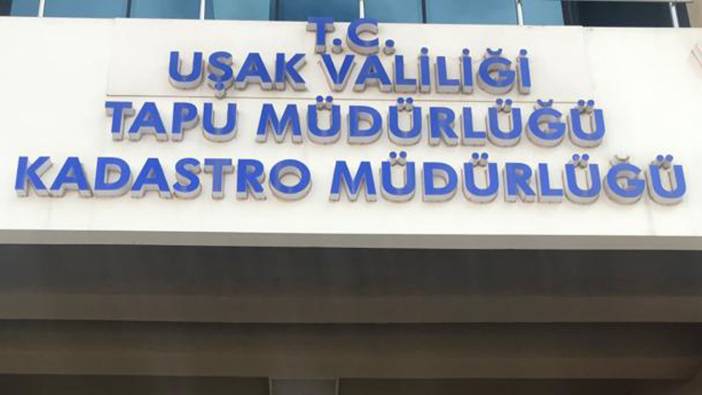 T.C.
UŞAK VALİLİĞİ
TAPU MÜDÜRLÜĞÜ
KADASTRO MÜDÜRLÜĞÜ